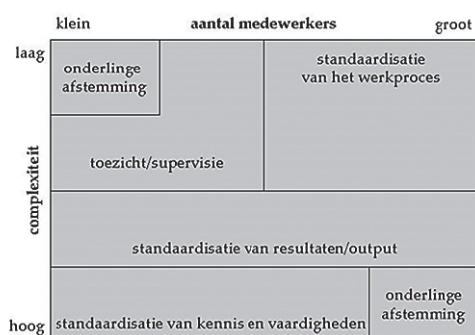 klein aantal medewerkers groot
laag
complexiteit
hoog
onderlinge
afstemming
standaardisatie
van het werkproces
toezicht/supervisie
standaardisatie van resultaten/output
standaardisatie van kennis en vaardigheden
onderlinge
afstemming